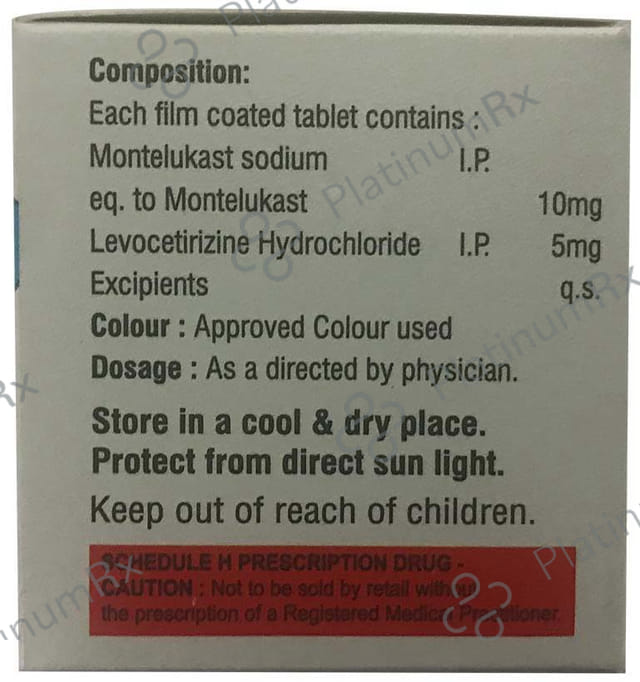 Composition:
Each film coated tablet contains :
Montelukast sodium I.P.
eq. to Montelukast 10mg
Levocetirizine Hydrochloride I.P. 5mg
Excipients q.s.
Colour : Approved Colour used
Dosage : As a directed by physician.
Store in a cool & dry place.
Protect from direct sun light.
Keep out of reach of children.
SCHEDULE H PRESCRIPTION DRUG -
CAUTION : Not to be sold by retail without
the prescription of a Registered Medical Practitioner.
PlatinumRx